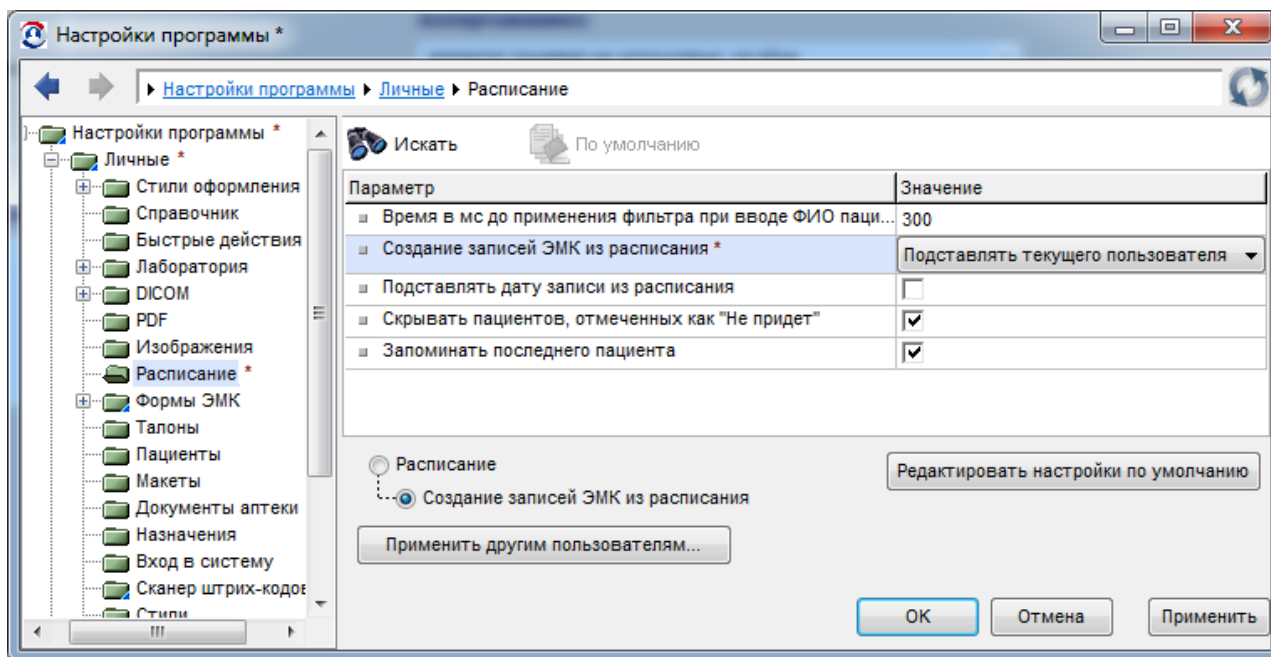 Настройки программы *
Настройки программы Личные Расписание
Настройки программы *
Личные *
Стили оформления
Справочник
Быстрые действия
Лаборатория
DICOM
PDF
Изображения
Расписание *
Формы ЭМК
Талоны
Пациенты
Макеты
Документы аптеки
Назначения
Вход в систему
Сканер штрих-кодов
Стили
Искать По умолчанию
Параметр Значение
Время в мс до применения фильтра при вводе ФИО паци... 300
Создание записей ЭМК из расписания * Подставлять текущего пользователя
Подставлять дату записи из расписания
Скрывать пациентов, отмеченных как "Не придет"
Запоминать последнего пациента
Расписание
Создание записей ЭМК из расписания
Редактировать настройки по умолчанию
Применить другим пользователям...
OK Отмена Применить